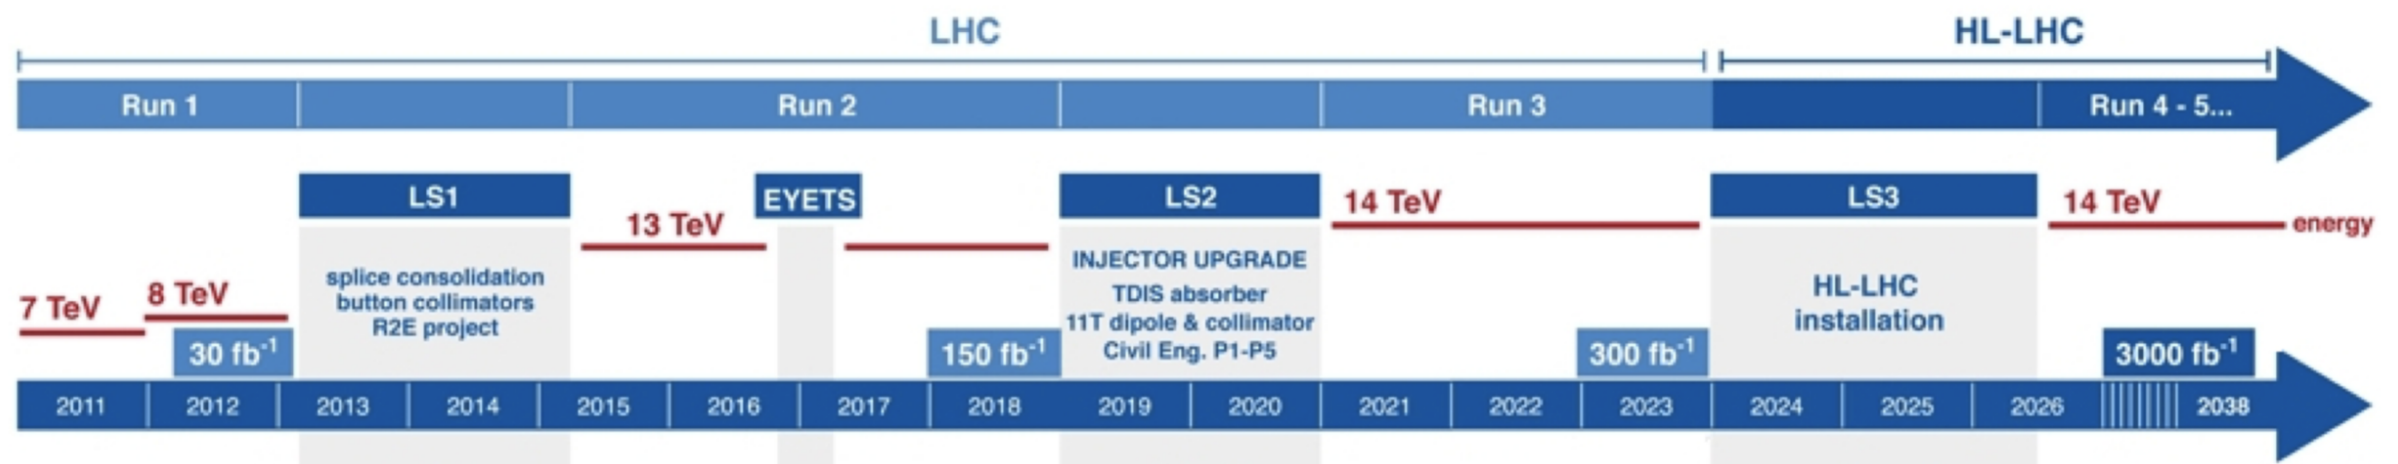 LHC
HL-LHC
Run 1
Run 2
Run 3
Run 4 - 5...
LS1
EYETS
LS2
LS3
14 TeV
14 TeV
13 TeV
energy
INJECTOR UPGRADE
splice consolidation
button collimators
R2E project
TDIS absorber
11T dipole & collimator
Civil Eng. P1-P5
HL-LHC
installation
7 TeV
8 TeV
30 fb⁻¹
150 fb⁻¹
300 fb⁻¹
3000 fb⁻¹
2011 2012 2013 2014 2015 2016 2017 2018 2019 2020 2021 2022 2023 2024 2025 2026 2038